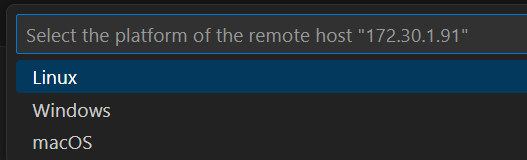 Select the platform of the remote host "172.30.1.91"
Linux
Windows
macOS